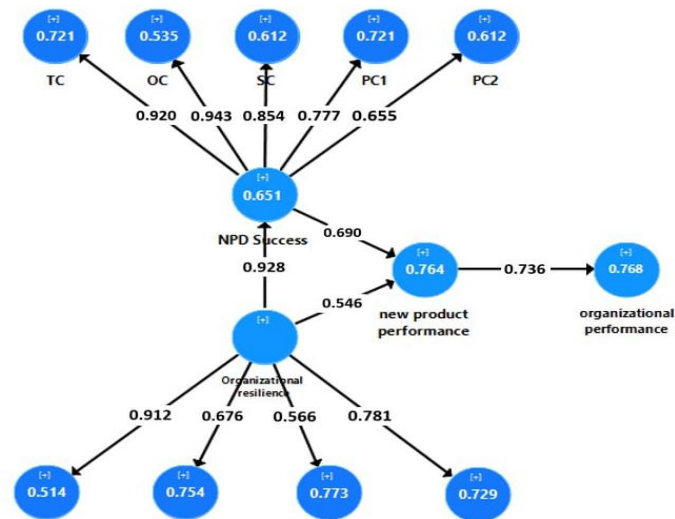 [+] [+] [+] [+] [+]
0.721 0.535 0.612 0.721 0.612
TC OC SC PC1 PC2
0.920 0.943 0.854 0.777 0.655
[+]
0.651
NPD Success
0.690
[+] [+]
0.764 0.736 0.768
0.928
0.546
new product
performance
organizational
performance
[+]
Organizational
resilience
0.912 0.676 0.566 0.781
[+] [+] [+] [+]
0.514 0.754 0.773 0.729